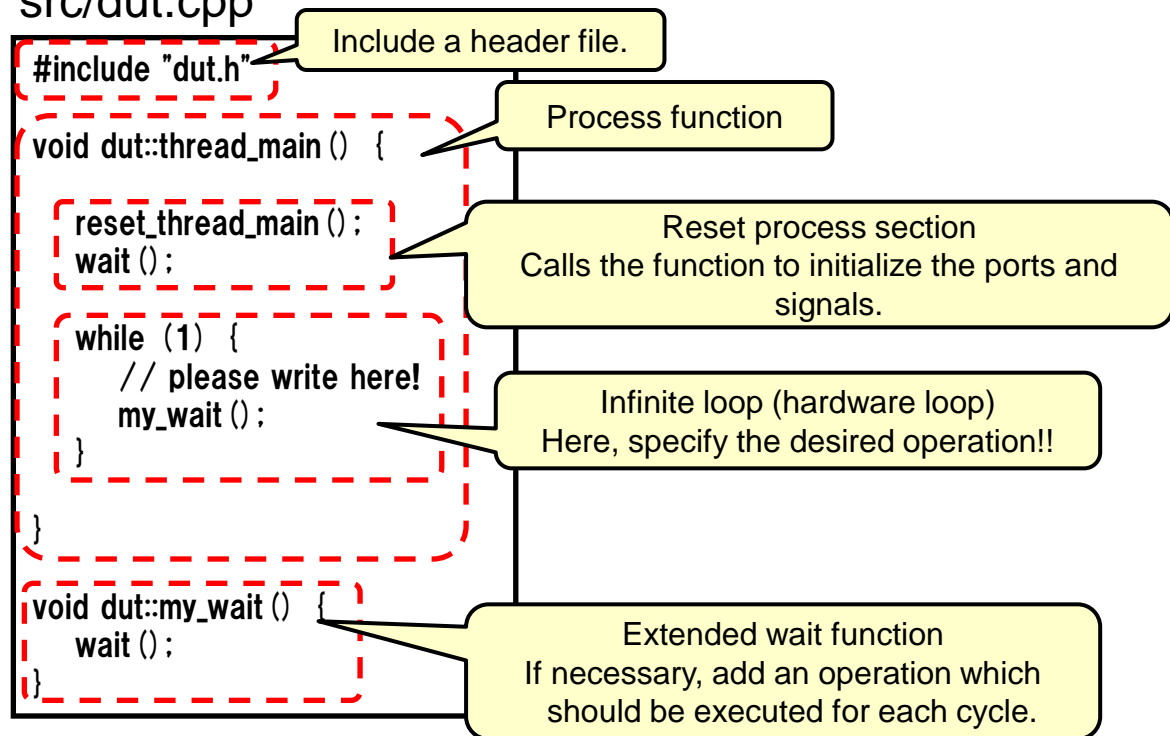 src/dut.cpp
Include a header file.
#include "dut.h"
Process function
void dut::thread_main() {
reset_thread_main();
wait();
Reset process section
Calls the function to initialize the ports and
signals.
while (1) {
// please write here!
my_wait();
}
Infinite loop (hardware loop)
Here, specify the desired operation!!
}
void dut::my_wait() {
wait();
}
Extended wait function
If necessary, add an operation which
should be executed for each cycle.